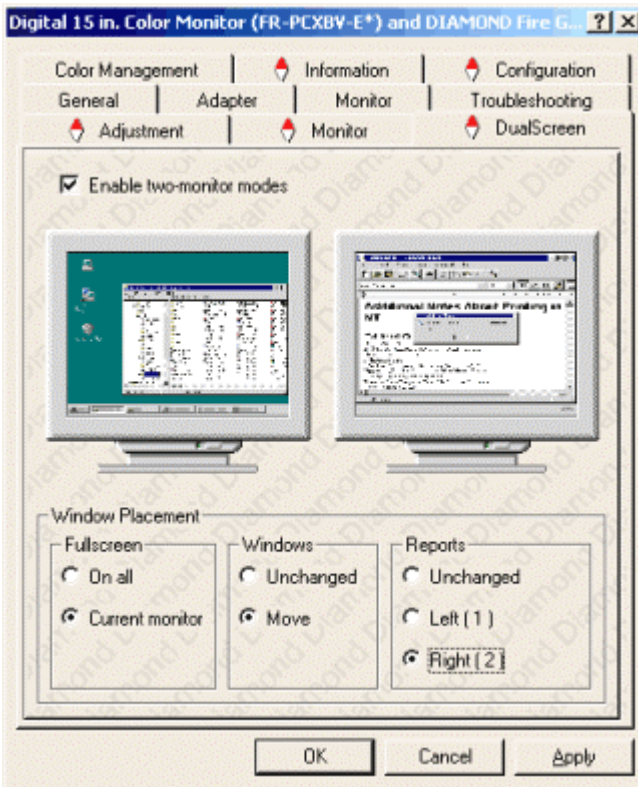 Digital 15 in. Color Monitor (FR-PCXBV-E*) and DIAMOND Fire G... ? X
Color Management Information Configuration
General Adapter Monitor Troubleshooting
Adjustment Monitor DualScreen
Enable two-monitor modes
Additional Notes About Printing in
NT
Window Placement
Fullscreen Windows Reports
On all Unchanged Unchanged
Current monitor Move Left ( 1 )
Right ( 2 )
OK Cancel Apply